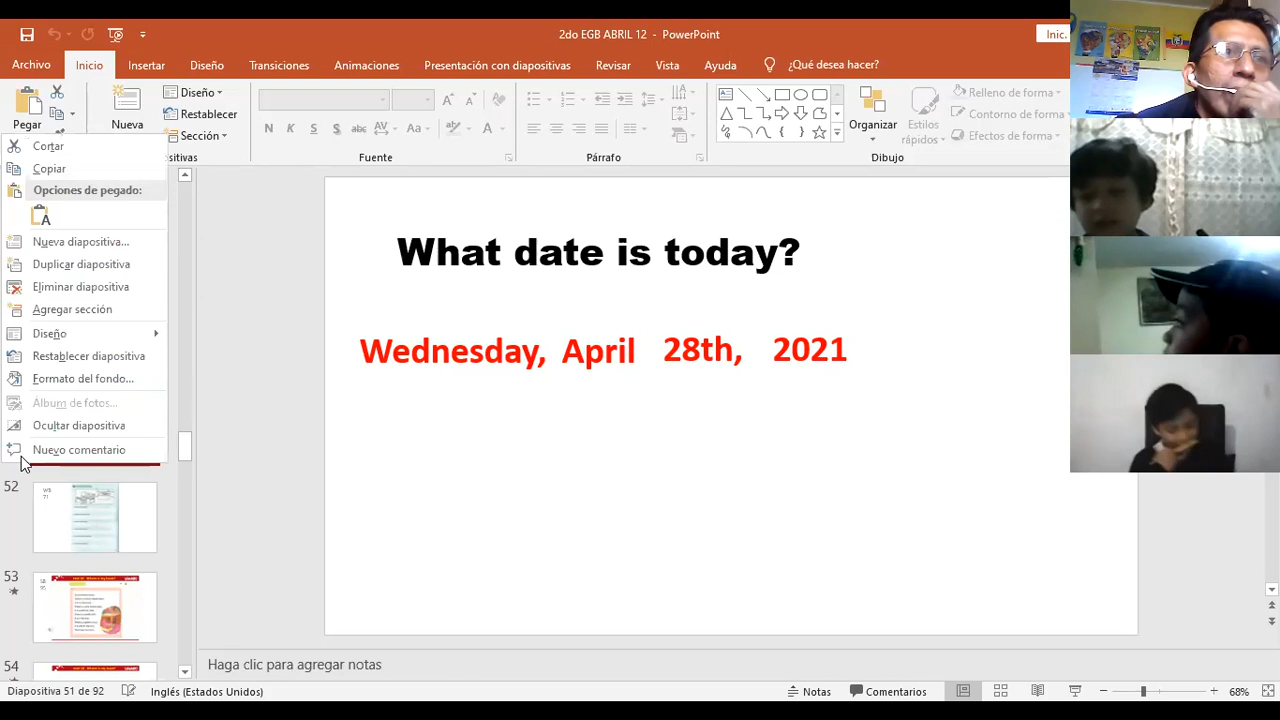 2do EGB ABRIL 12 - PowerPoint
Inic.
Archivo Inicio Insertar Diseño Transiciones Animaciones Presentación con diapositivas Revisar Vista Ayuda ¿Qué desea hacer?
Pegar
Nueva
Diseño
Restablecer
Sección
N K S S abc
Organizar
Estilos rápidos
Relleno de forma
Contorno de forma
Efectos de forma
Fuente Párrafo Dibujo
Cortar
Copiar
Opciones de pegado:
Nueva diapositiva...
Duplicar diapositiva
Eliminar diapositiva
Agregar sección
Diseño
Restablecer diapositiva
Formato del fondo...
Álbum de fotos...
Ocultar diapositiva
Nuevo comentario
52
53
54
What date is today?
Wednesday, April 28th, 2021
Haga clic para agregar notas
Diapositiva 51 de 92 Inglés (Estados Unidos) Notas Comentarios 68%